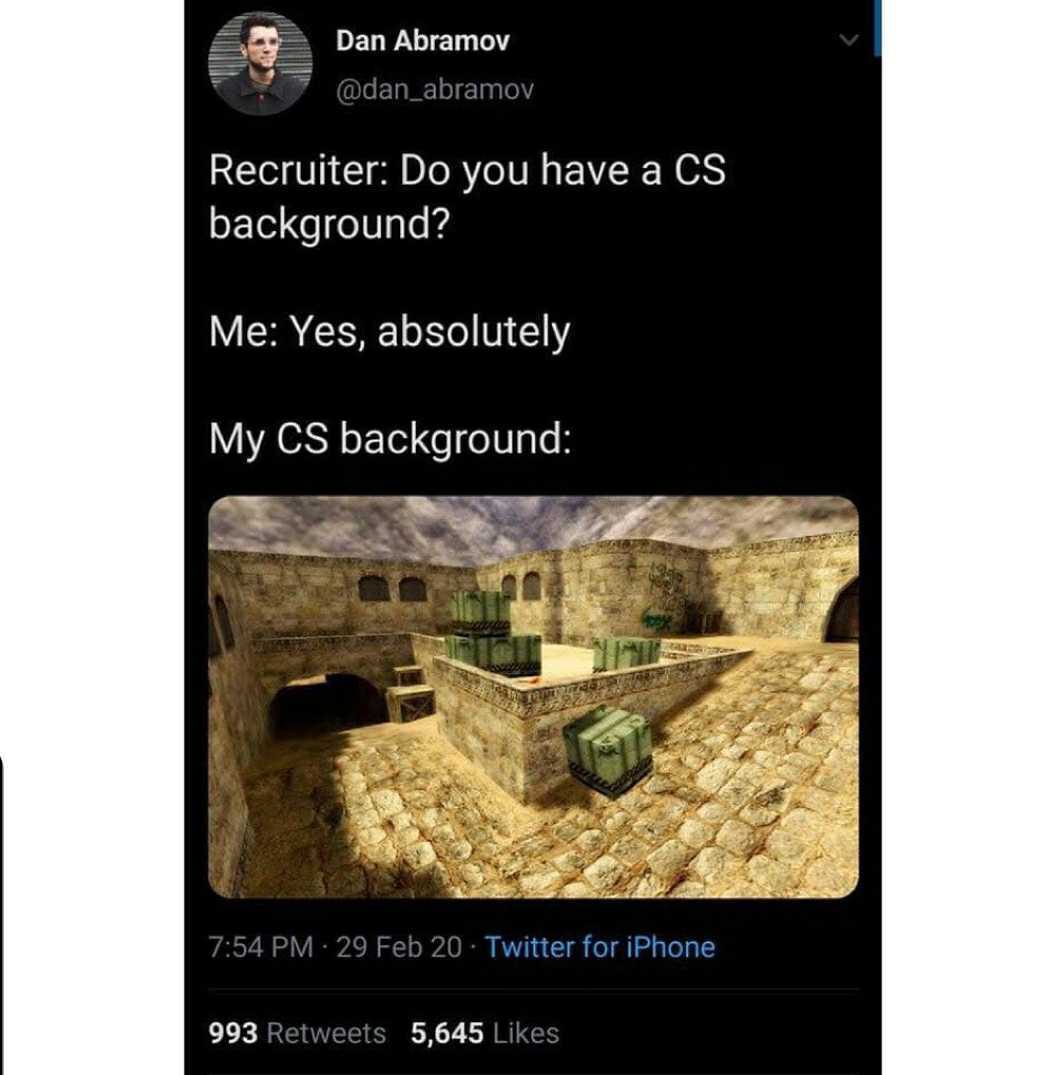 Dan Abramov
@dan_abramov
Recruiter: Do you have a CS
background?
Me: Yes, absolutely
My CS background:
7:54 PM · 29 Feb 20 · Twitter for iPhone
993 Retweets 5,645 Likes